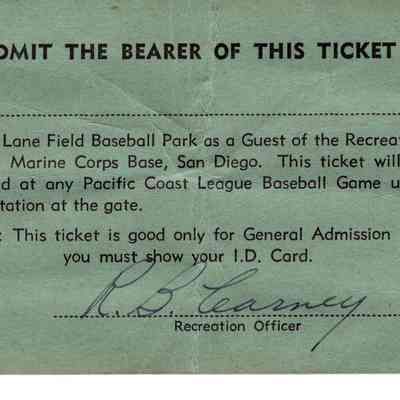 DMIT THE BEARER OF THIS TICKET
Lane Field Baseball Park as a Guest of the Recrea
Marine Corps Base, San Diego. This ticket will
d at any Pacific Coast League Baseball Game u
tation at the gate.
: This ticket is good only for General Admission
you must show your I.D. Card.
R. B. Carney
Recreation Officer